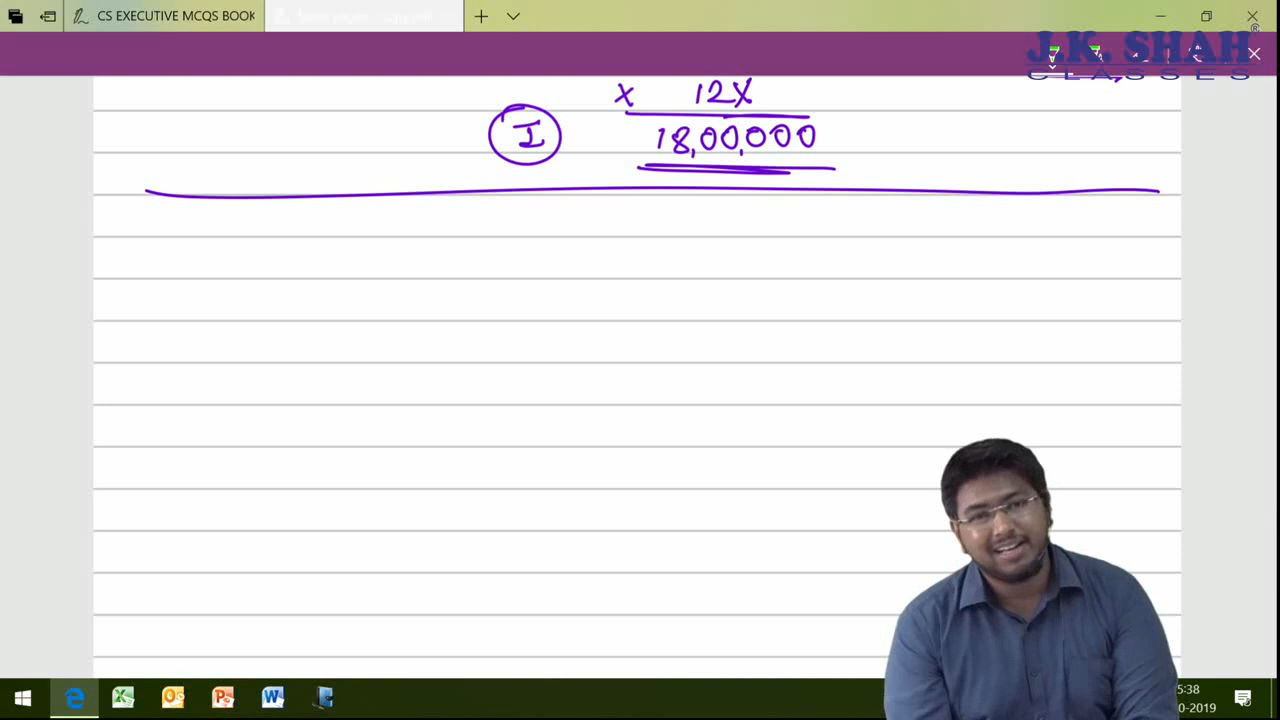 CS EXECUTIVE MCQS BOOK
J.K. SHAH®
CLASSES
x 12x
I 18,00,000
5:38
0-2019